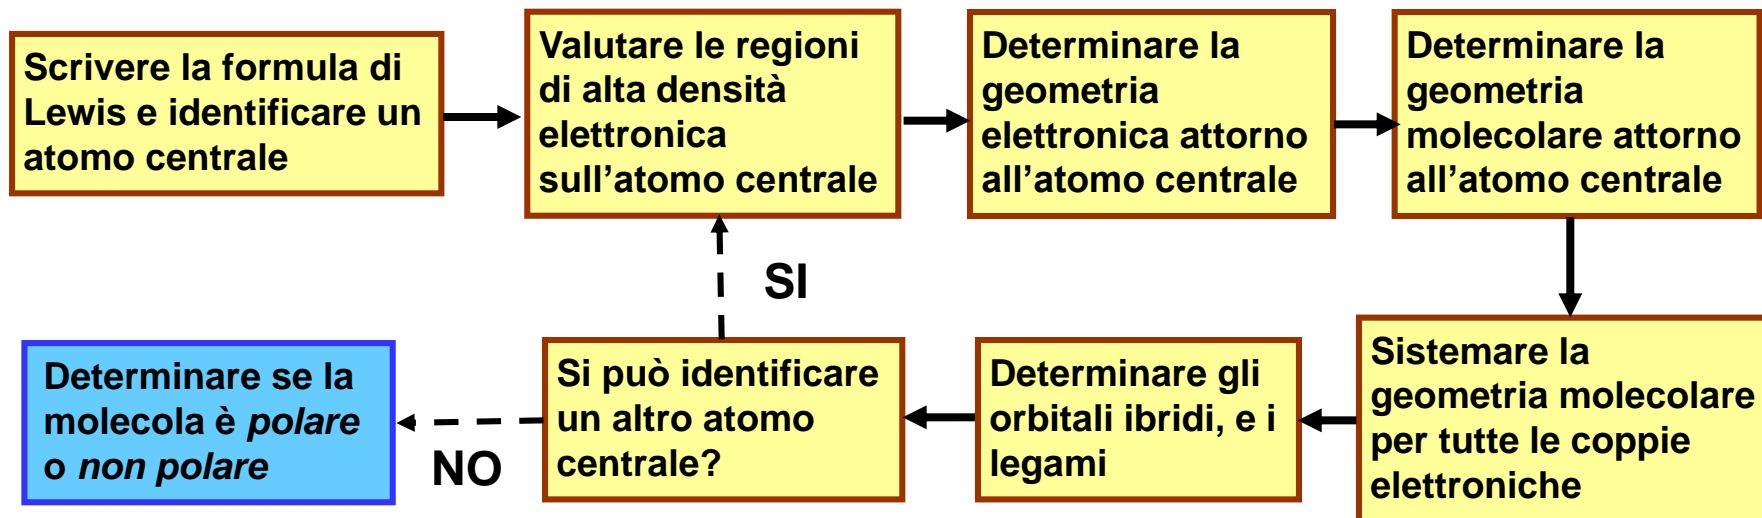 Scrivere la formula di
Lewis e identificare un
atomo centrale
Valutare le regioni
di alta densità
elettronica
sull’atomo centrale
Determinare la
geometria
elettronica attorno
all’atomo centrale
Determinare la
geometria
molecolare attorno
all’atomo centrale
Sistemare la
geometria molecolare
per tutte le coppie
elettroniche
Determinare gli
orbitali ibridi, e i
legami
Si può identificare
un altro atomo
centrale?
SI
NO
Determinare se la
molecola è polare
o non polare